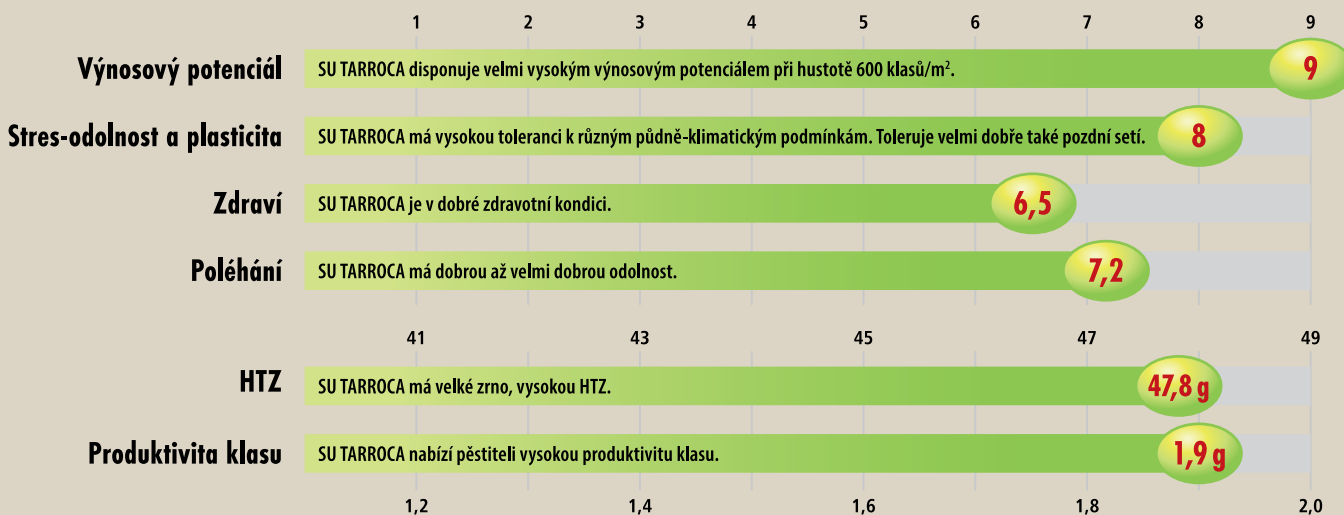 1 2 3 4 5 6 7 8 9
Výnosový potenciál SU TARROCA disponuje velmi vysokým výnosovým potenciálem při hustotě 600 klasů/m². 9
Stres-odolnost a plasticita SU TARROCA má vysokou toleranci k různým půdně-klimatickým podmínkám. Toleruje velmi dobře také pozdní setí. 8
Zdraví SU TARROCA je v dobré zdravotní kondici. 6,5
Poléhání SU TARROCA má dobrou až velmi dobrou odolnost. 7,2
41 43 45 47 49
HTZ SU TARROCA má velké zrno, vysokou HTZ. 47,8 g
Produktivita klasu SU TARROCA nabízí pěstiteli vysokou produktivitu klasu. 1,9 g
1,2 1,4 1,6 1,8 2,0